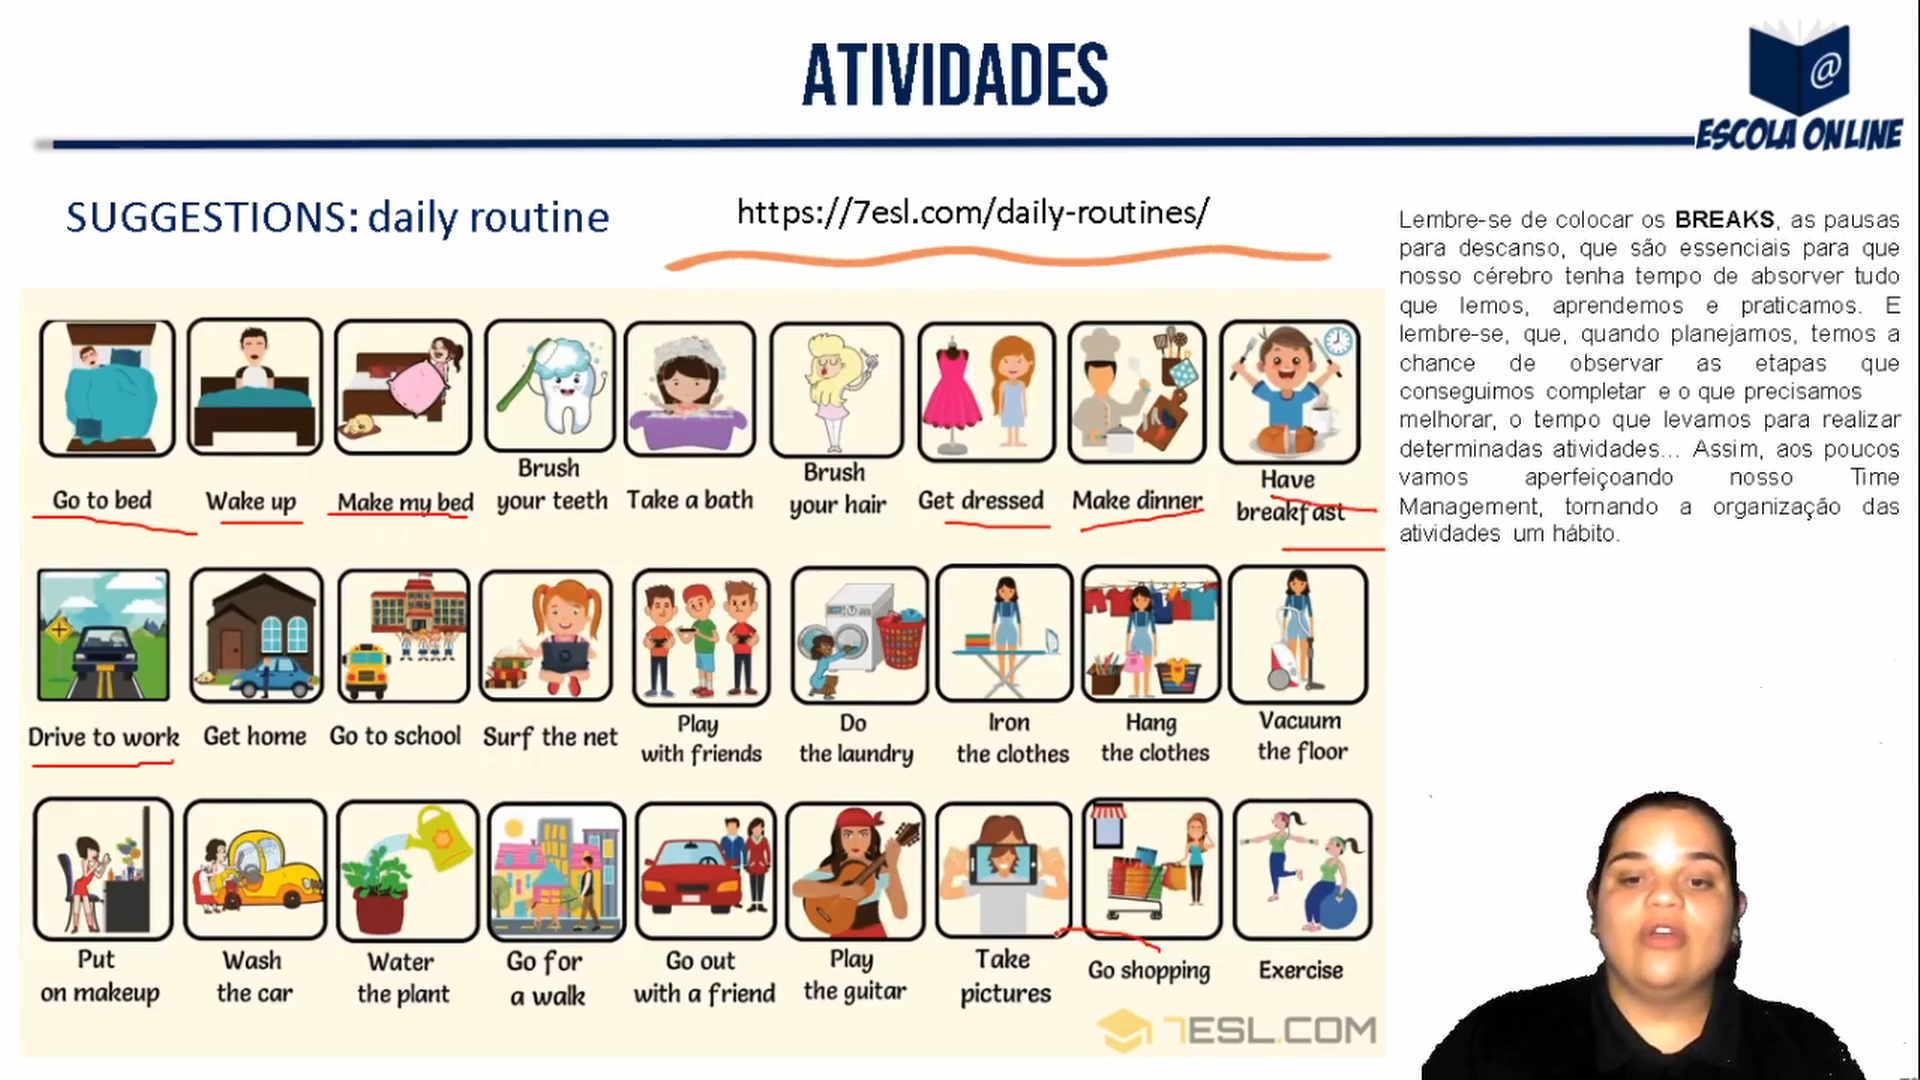 ATIVIDADES
@
ESCOLA ONLINE
SUGGESTIONS: daily routine
https://7esl.com/daily-routines/
Lembre-se de colocar os BREAKS, as pausas
para descanso, que são essenciais para que
nosso cérebro tenha tempo de absorver tudo
que lemos, aprendemos e praticamos. E
lembre-se, que, quando planejamos, temos a
chance de observar as etapas que
conseguimos completar e o que precisamos
melhorar, o tempo que levamos para realizar
determinadas atividades... Assim, aos poucos
vamos aperfeiçoando nosso Time
Management, tornando a organização das
atividades um hábito.
Go to bed
Wake up
Make my bed
Brush
your teeth
Take a bath
Brush
your hair
Get dressed
Make dinner
Have
breakfast
Drive to work
Get home
Go to school
Surf the net
Play
with friends
Do
the laundry
Iron
the clothes
Hang
the clothes
Vacuum
the floor
Put
on makeup
Wash
the car
Water
the plant
Go for
a walk
Go out
with a friend
Play
the guitar
Take
pictures
Go shopping
Exercise
7ESL.COM